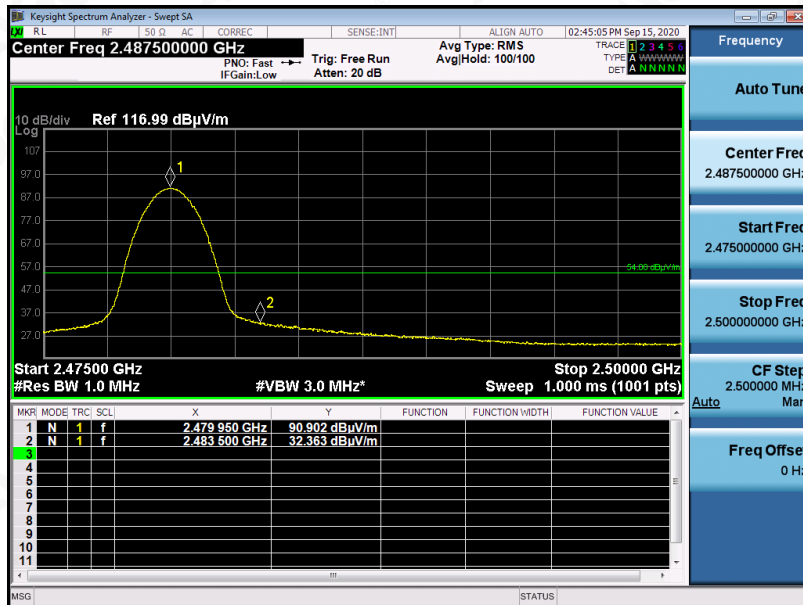 Keysight Spectrum Analyzer - Swept SA
LXI RL RF 50 Ω AC CORREC SENSE:INT ALIGN AUTO 02:45:05 PM Sep 15, 2020
Center Freq 2.487500000 GHz
PNO: Fast
IFGain:Low
Trig: Free Run
Atten: 20 dB
Avg Type: RMS
Avg|Hold: 100/100
TRACE 1 2 3 4 5 6
TYPE A WWWWW
DET A N N N N N
10 dB/div Ref 116.99 dBµV/m
Log
107
97.0
87.0
77.0
67.0
57.0
47.0
37.0
27.0
1
2
54.00 dBµV/m
Start 2.47500 GHz Stop 2.50000 GHz
#Res BW 1.0 MHz #VBW 3.0 MHz* Sweep 1.000 ms (1001 pts)
MKR MODE TRC SCL X Y FUNCTION FUNCTION WIDTH FUNCTION VALUE
1 N 1 f 2.479 950 GHz 90.902 dBµV/m
2 N 1 f 2.483 500 GHz 32.363 dBµV/m
3
4
5
6
7
8
9
10
11
MSG STATUS
Frequency
Auto Tune
Center Freq
2.487500000 GHz
Start Freq
2.475000000 GHz
Stop Freq
2.500000000 GHz
CF Step
2.500000 MHz
Auto Man
Freq Offset
0 Hz